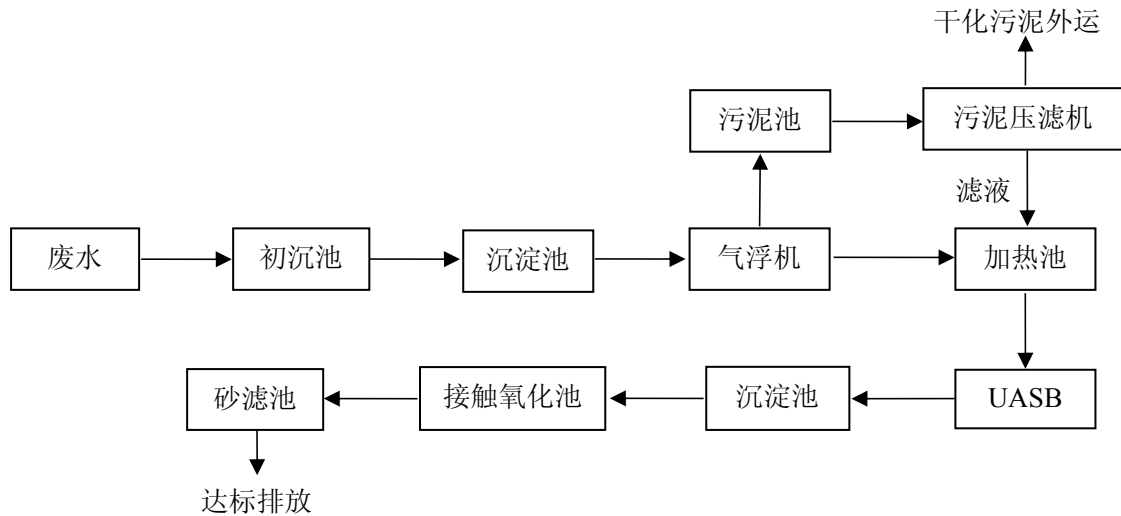 干化污泥外运
污泥池
污泥压滤机
滤液
废水
初沉池
沉淀池
气浮机
加热池
砂滤池
接触氧化池
沉淀池
UASB
达标排放